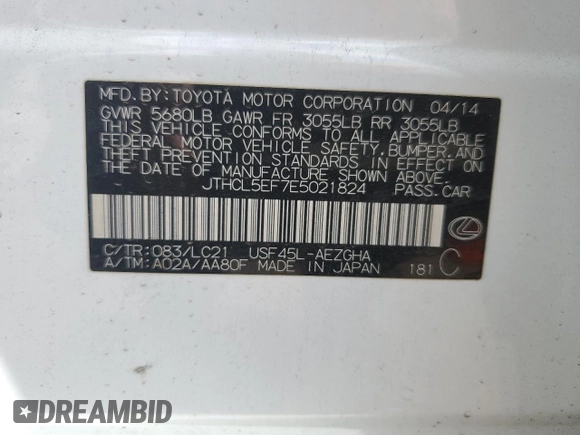 MFD. BY: TOYOTA MOTOR CORPORATION 04/14
GVWR 5680LB GAWR FR 3055LB RR 3055LB
THIS VEHICLE CONFORMS TO ALL APPLICABLE
FEDERAL MOTOR VEHICLE SAFETY, BUMPER, AND
THEFT PREVENTION STANDARDS IN EFFECT ON
THE DATE OF MANUFACTURE SHOWN ABOVE.
JTHCL5EF7E5021824 PASS. CAR
C/TR: 083/LC21 USF45L-AEZGHA
A/TM: A02A/AA80F MADE IN JAPAN 181 C
DREAMBID